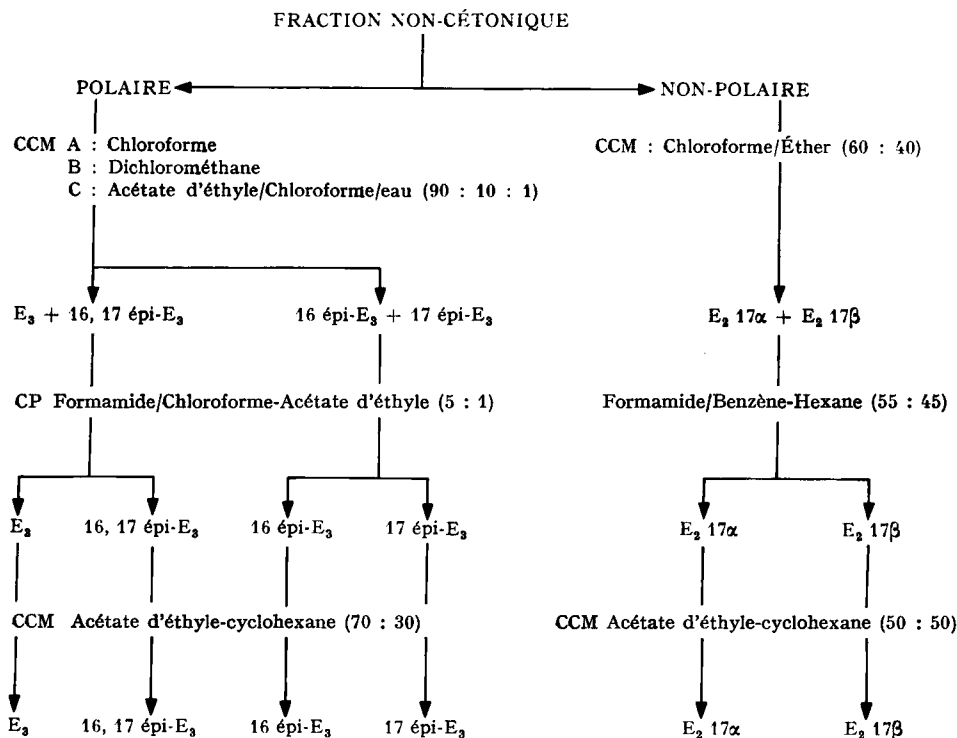 FRACTION NON-CÉTONIQUE
POLAIRE
NON-POLAIRE
CCM A : Chloroforme
B : Dichlorométhane
C : Acétate d'éthyle/Chloroforme/eau (90 : 10 : 1)
CCM : Chloroforme/Éther (60 : 40)
E₃ + 16, 17 épi-E₃
16 épi-E₃ + 17 épi-E₃
E₂ 17α + E₂ 17β
CP Formamide/Chloroforme-Acétate d'éthyle (5 : 1)
Formamide/Benzène-Hexane (55 : 45)
E₃
16, 17 épi-E₃
16 épi-E₃
17 épi-E₃
E₂ 17α
E₂ 17β
CCM Acétate d'éthyle-cyclohexane (70 : 30)
CCM Acétate d'éthyle-cyclohexane (50 : 50)
E₃
16, 17 épi-E₃
16 épi-E₃
17 épi-E₃
E₂ 17α
E₂ 17β